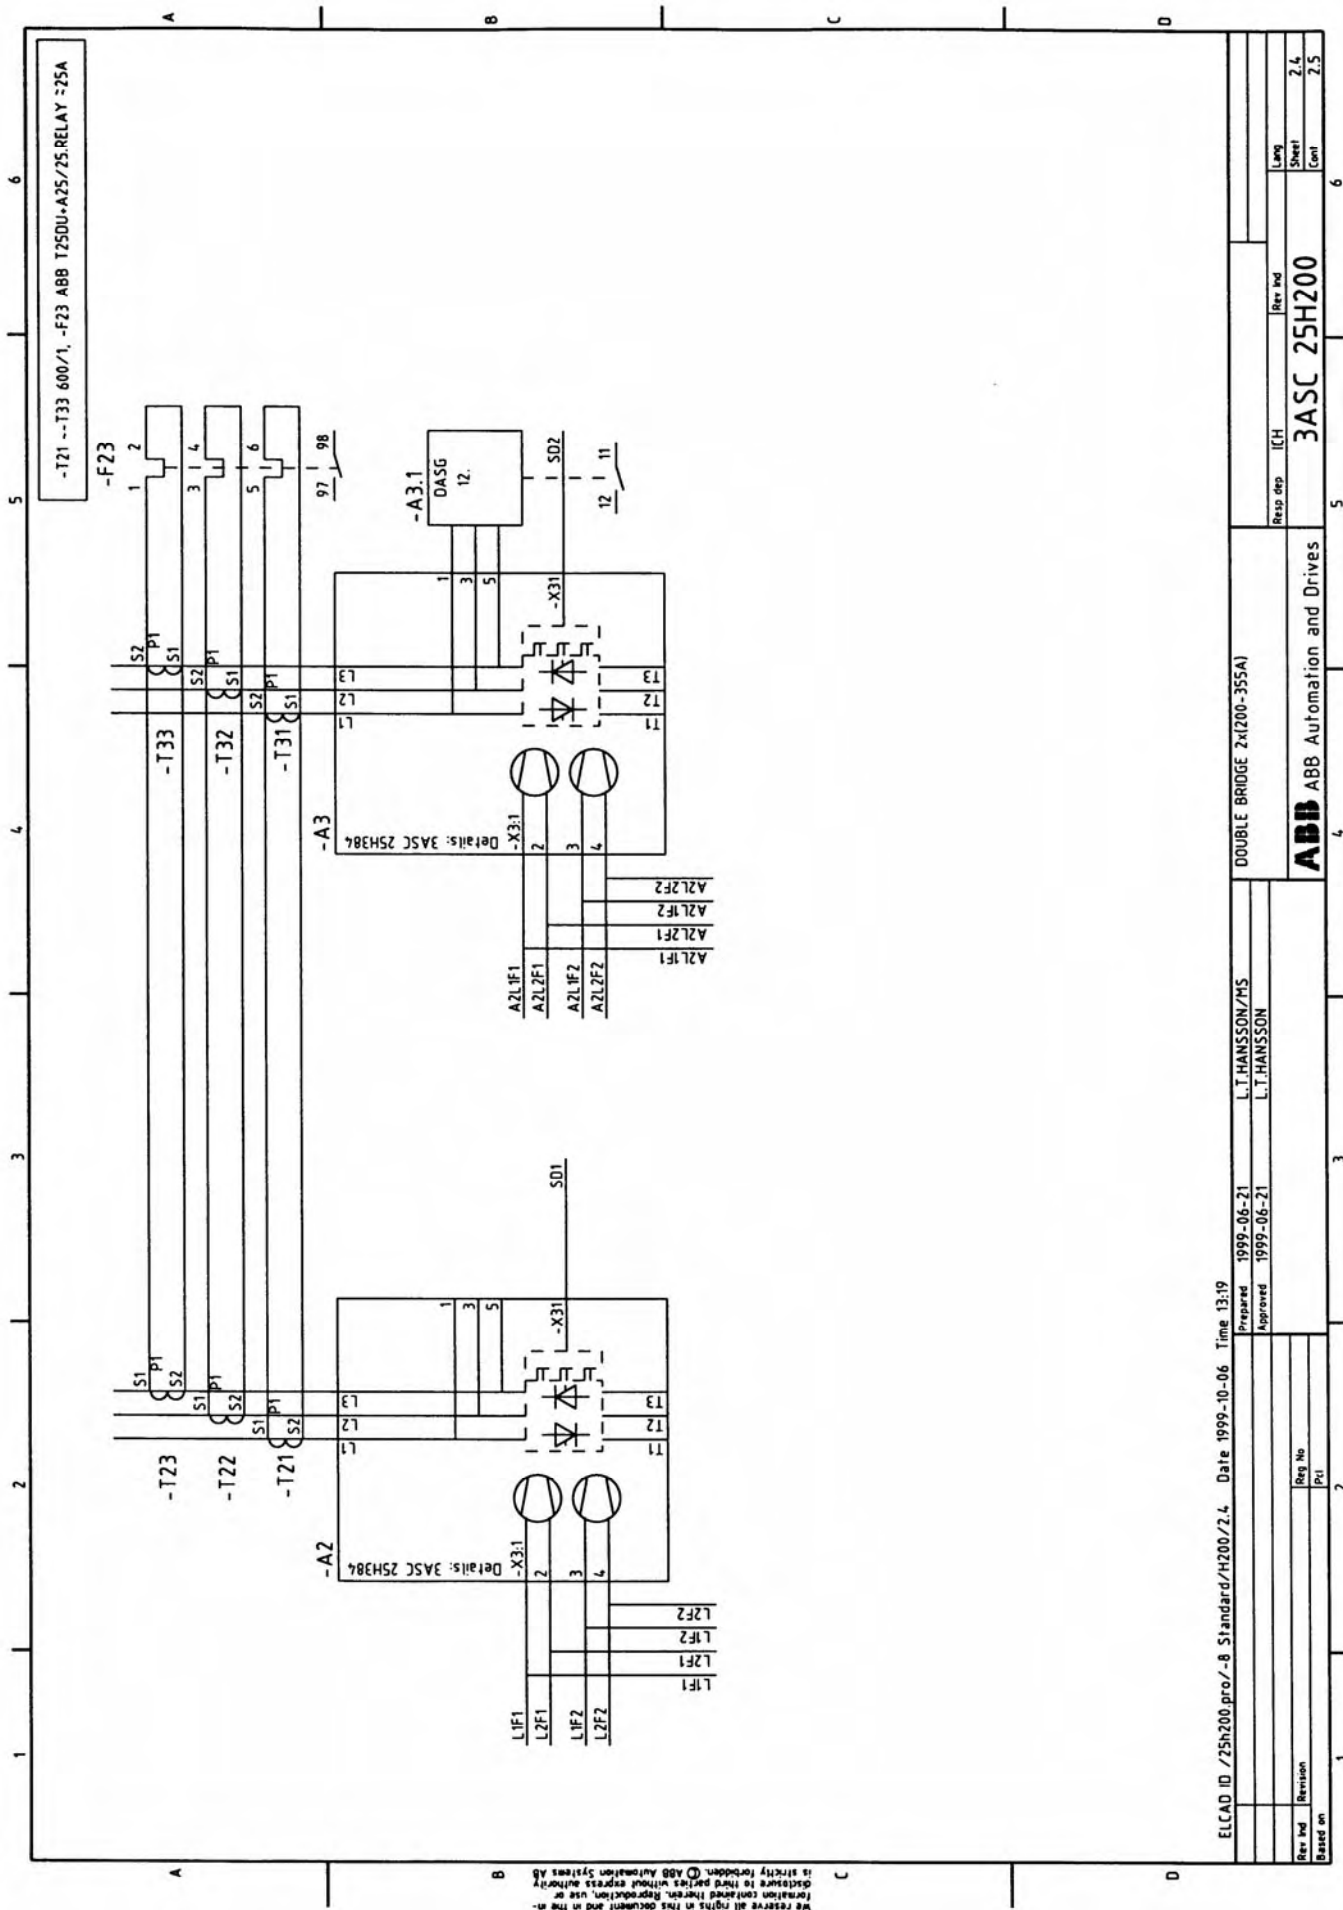 1 2 3 4 5 6
A
B
C
D
A
B
C
D
-T21 --T33 600/1, -F23 ABB T25DU+A25/25.RELAY =25A
-F23
1 2
3 4
5 6
97 98
-T23
S1
P1
S2
-T22
S1
P1
S2
-T21
S1
P1
S2
-T33
S2
P1
S1
-T32
S2
P1
S1
-T31
S2
P1
S1
-A2
Details: 3ASC 25H384
L1 L2 L3
1
3
5
-X3:1
2
3
4
-X31
SD1
T1 T2 T3
L1F1
L2F1
L1F2
L2F2
L1F1 L2F1 L1F2 L2F2
-A3
Details: 3ASC 25H384
L1 L2 L3
1
3
5
-X3:1
2
3
4
-X31
SD2
T1 T2 T3
A2L1F1
A2L2F1
A2L1F2
A2L2F2
A2L1F1 A2L2F1 A2L1F2 A2L2F2
-A3.1
DASG
12.
12 11
We reserve all rights in this document and in the in-
formation contained therein. Reproduction, use or
disclosure to third parties without express authority
is strictly forbidden. © ABB Automation Systems AB
ELCAD ID /25h200.pro/-8 Standard/H200/2.4 Date 1999-10-06 Time 13:19
Prepared 1999-06-21 L.T.HANSSON/MS
Approved 1999-06-21 L.T.HANSSON
DOUBLE BRIDGE 2x(200-355A)
Rev Ind Revision Reg No
Based on Pcl
ABB ABB Automation and Drives
Resp dep ICH Rev Ind Lang
3ASC 25H200
Sheet 2.4
Cont 2.5
1 2 3 4 5 6